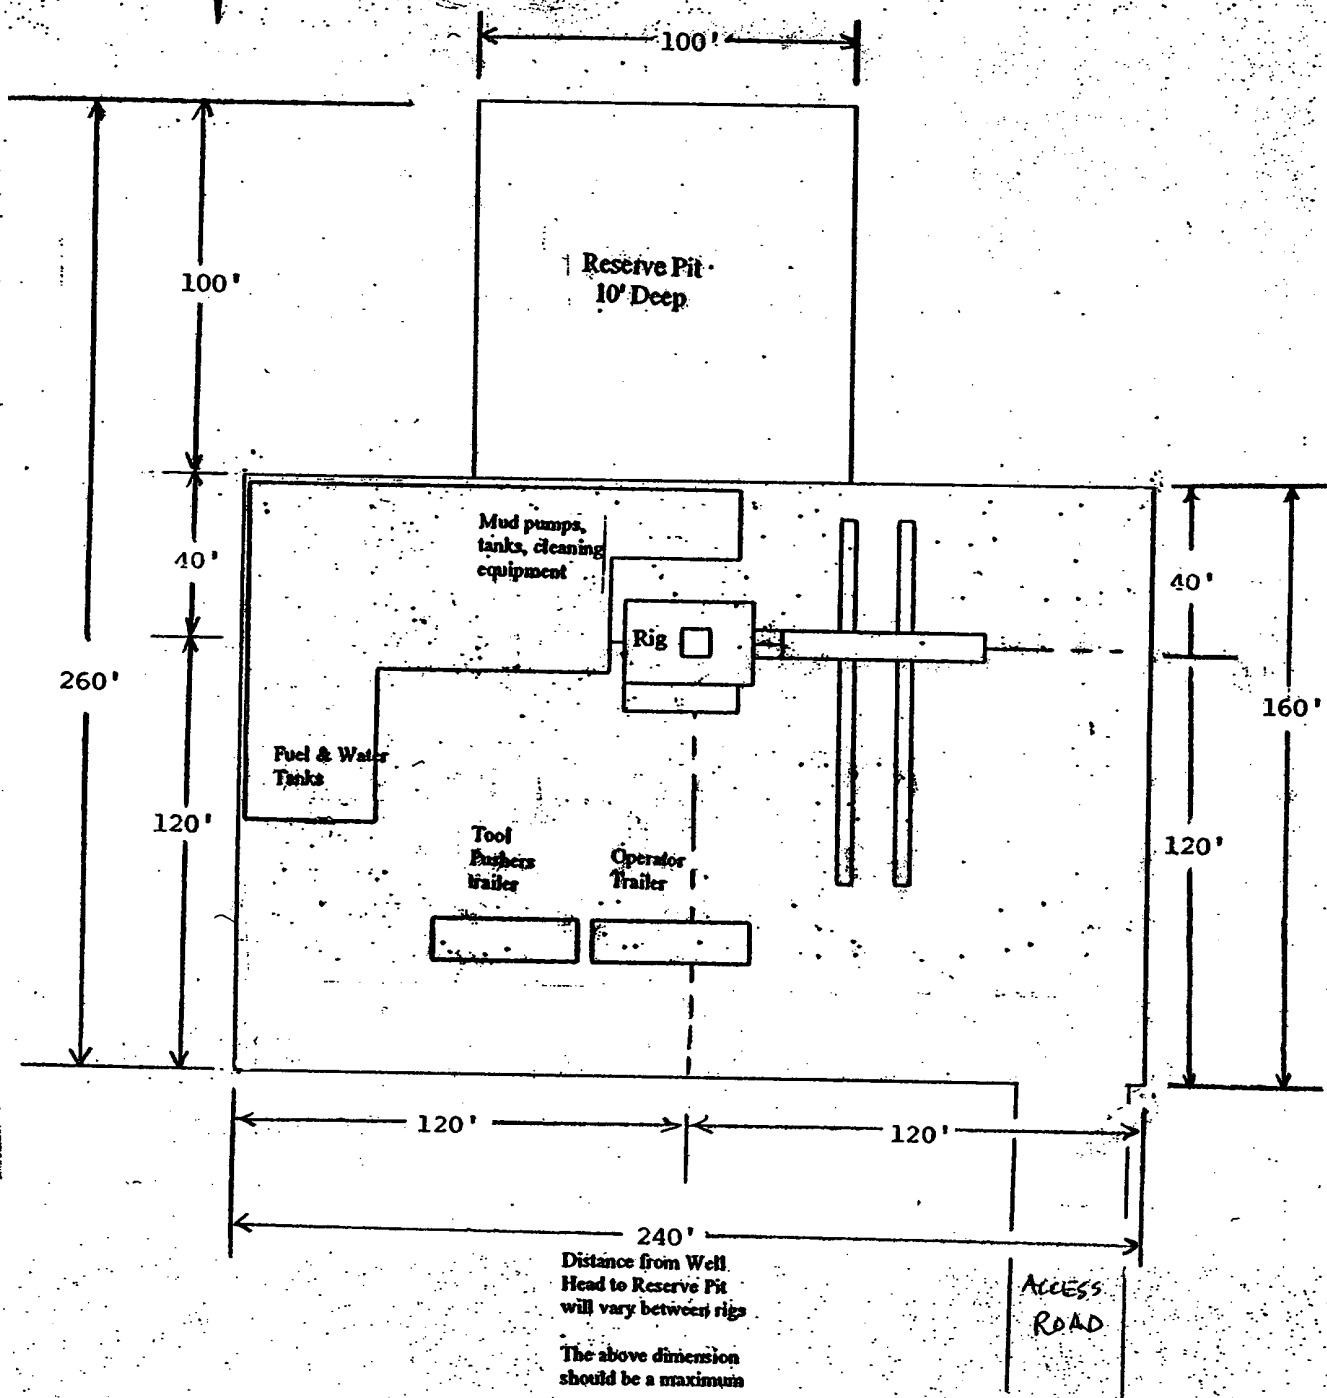 100'
100'
Reserve Pit
10' Deep
Mud pumps,
tanks, cleaning
equipment
40'
40'
Rig
260'
160'
Fuel & Water
Tanks
120'
Tool
Pushers
trailer
Operator
Trailer
120'
120'
120'
240'
Distance from Well
Head to Reserve Pit
will vary between rigs
The above dimension
should be a maximum
ACCESS
ROAD